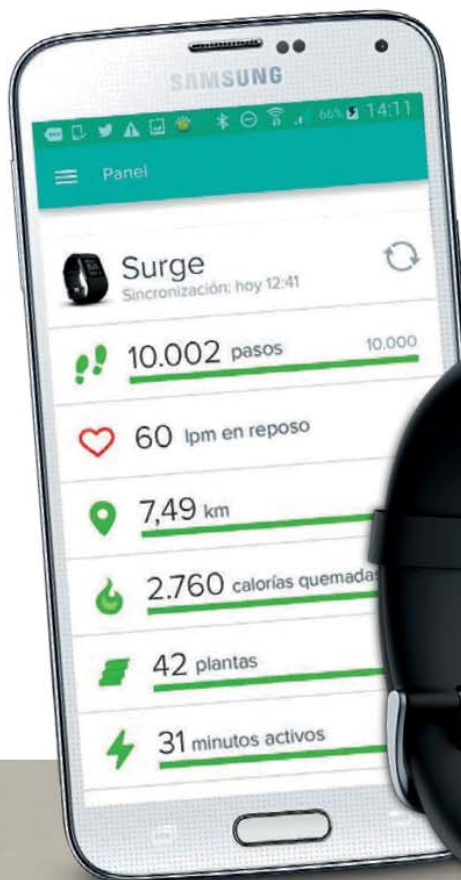 SAMSUNG
66% 14:11
Panel
Surge
Sincronización: hoy 12:41
10.002 pasos 10.000
60 lpm en reposo
7,49 km
2.760 calorías quemadas
42 plantas
31 minutos activos